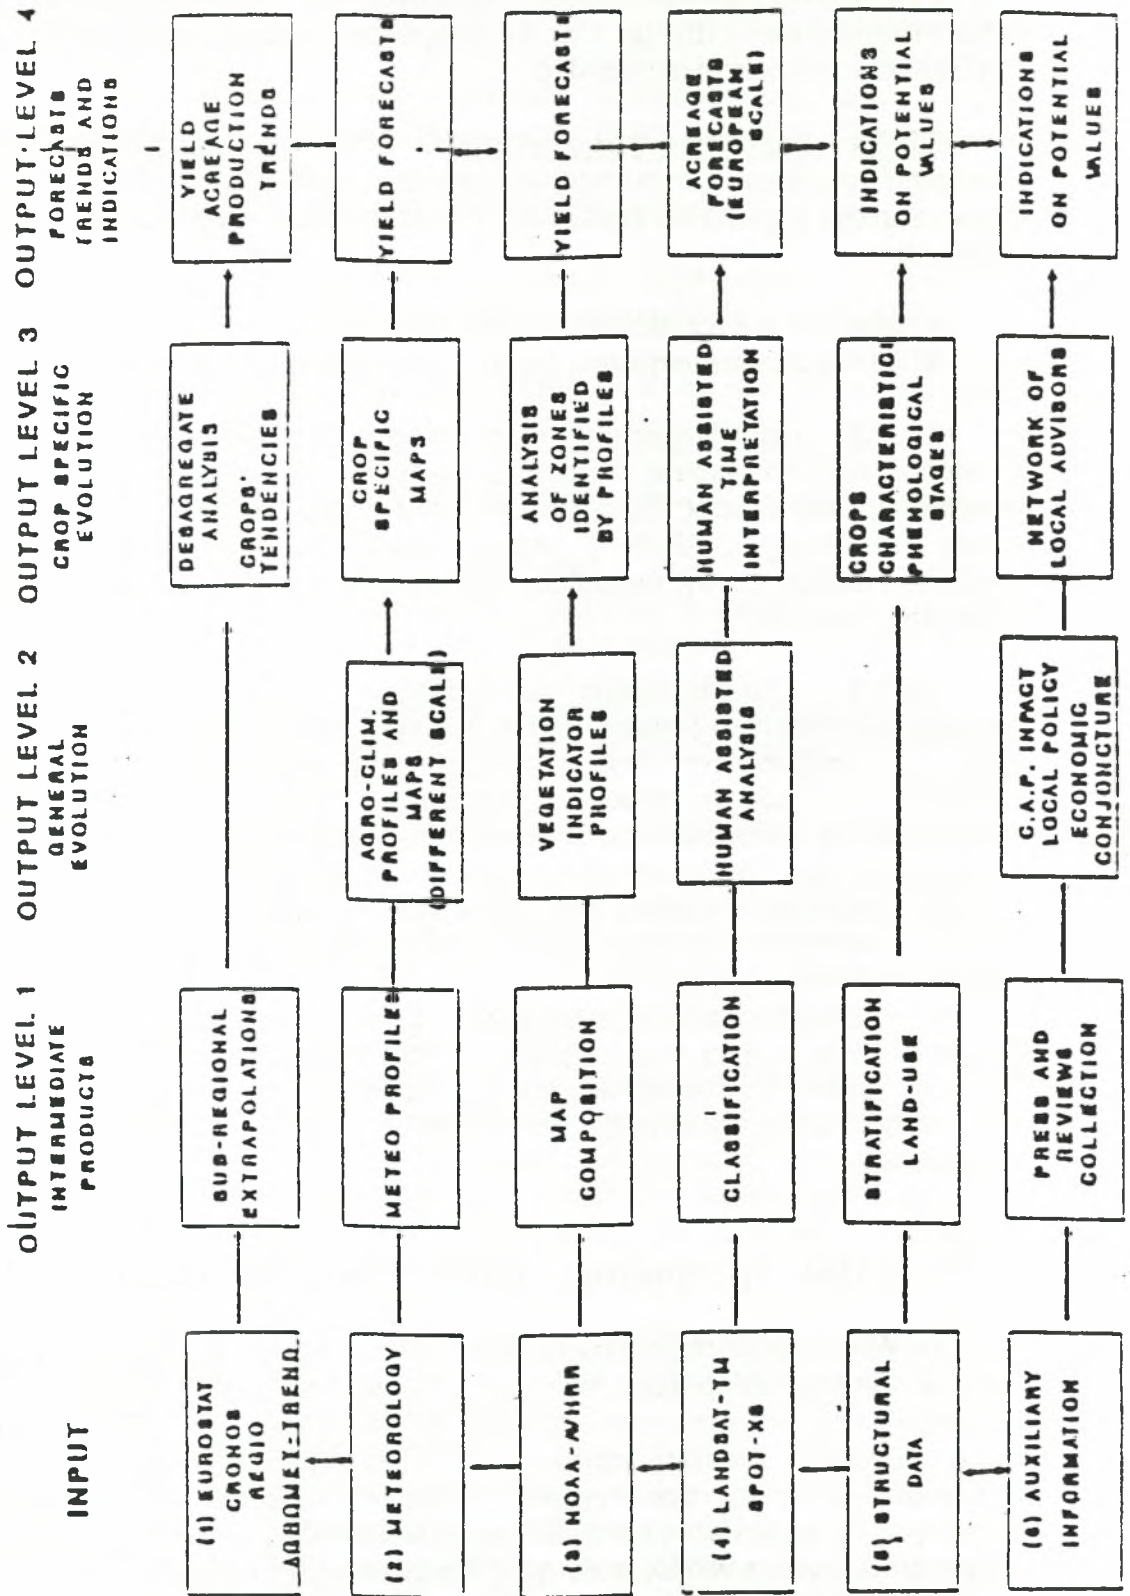 INPUT
OUTPUT LEVEL 1
INTERMEDIATE
PRODUCTS
OUTPUT LEVEL 2
GENERAL
EVOLUTION
OUTPUT LEVEL 3
CROP SPECIFIC
EVOLUTION
OUTPUT LEVEL 4
FORECASTS
TRENDS AND
INDICATIONS
(1) EUROSTAT
CRONOS
REGIO
AGROMET-TREND
SUB-REGIONAL
EXTRAPOLATIONS
DESAGREGATE
ANALYSIS
CROPS'
TENDENCIES
YIELD
ACREAGE
PRODUCTION
TRENDS
(2) METEOROLOGY
METEO PROFILES
AGRO-CLIM.
PROFILES AND
MAPS
(DIFFERENT SCALE)
CROP
SPECIFIC
MAPS
YIELD FORECASTS
(3) NOAA-AVHRR
MAP
COMPOSITION
VEGETATION
INDICATOR
PROFILES
ANALYSIS
OF ZONES
IDENTIFIED
BY PROFILES
YIELD FORECASTS
(4) LANDSAT-TM
SPOT-XS
CLASSIFICATION
HUMAN ASSISTED
ANALYSIS
HUMAN ASSISTED
TIME
INTERPRETATION
ACREAGE
FORECASTS
(EUROPEAN
SCALE)
(5) STRUCTURAL
DATA
STRATIFICATION
LAND-USE
CROPS
CHARACTERISTIC
PHENOLOGICAL
STAGES
INDICATIONS
ON POTENTIAL
VALUES
(6) AUXILIARY
INFORMATION
PRESS AND
REVIEWS
COLLECTION
C.A.P. IMPACT
LOCAL POLICY
ECONOMIC
CONJONCTURE
NETWORK OF
LOCAL ADVISORS
INDICATIONS
ON POTENTIAL
VALUES